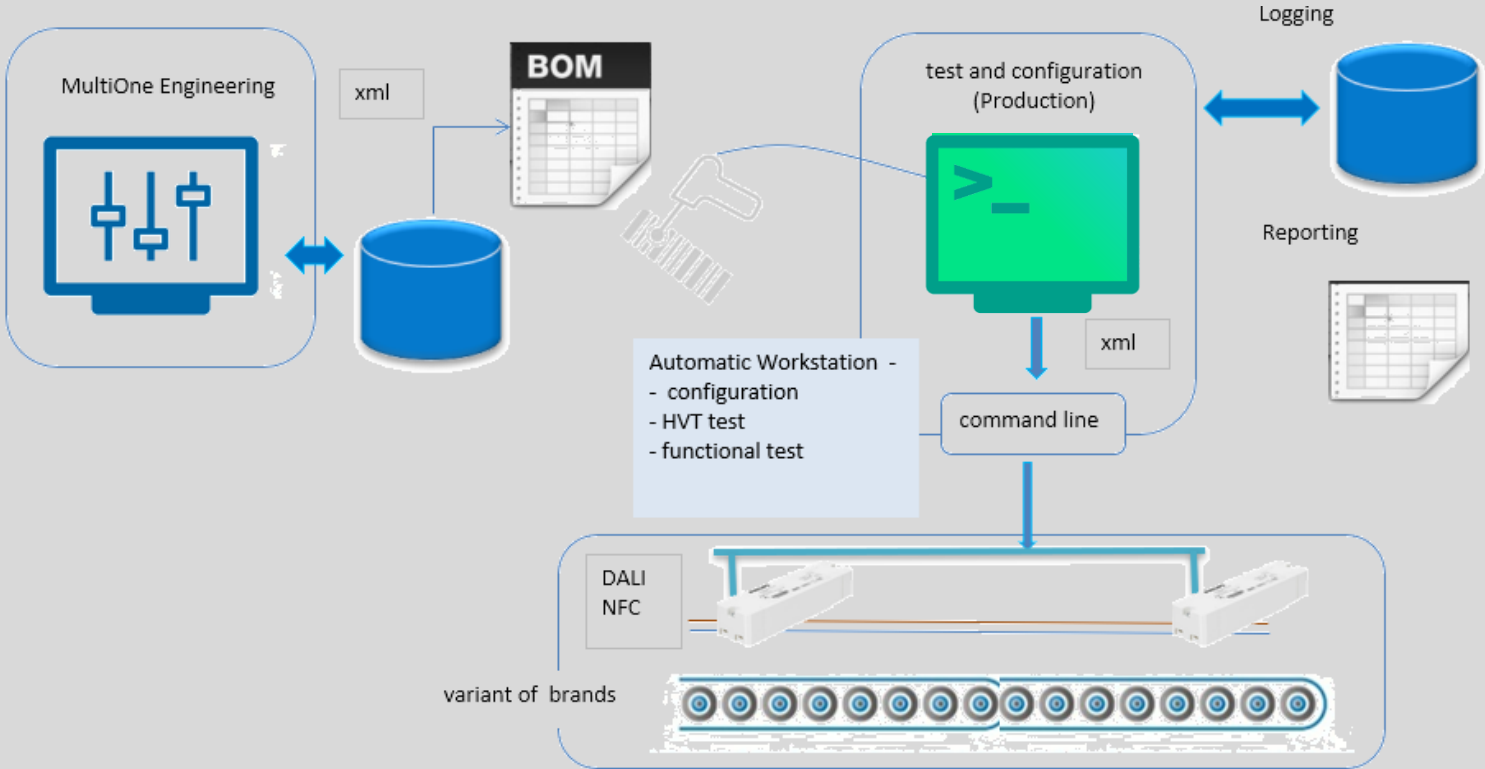 Logging
MultiOne Engineering
xml
BOM
test and configuration
(Production)
>_
Reporting
xml
Automatic Workstation -
- configuration
- HVT test
- functional test
command line
DALI
NFC
variant of brands